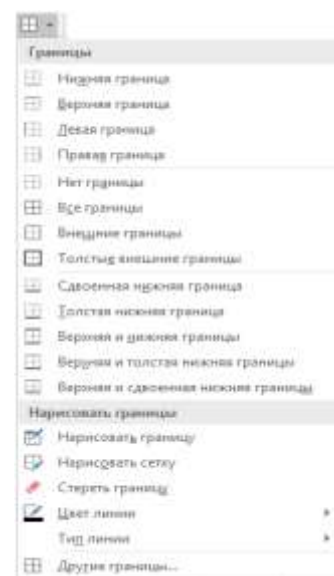 Границы
Нижняя граница
Верхняя граница
Левая граница
Правая граница
Нет границы
Все границы
Внешние границы
Толстые внешние границы
Сдвоенная нижняя граница
Толстая нижняя граница
Верхняя и нижняя границы
Верхняя и толстая нижняя границы
Верхняя и сдвоенная нижняя границы
Нарисовать границы
Нарисовать границу
Нарисовать сетку
Стереть границу
Цвет линии
Тип линии
Другие границы...